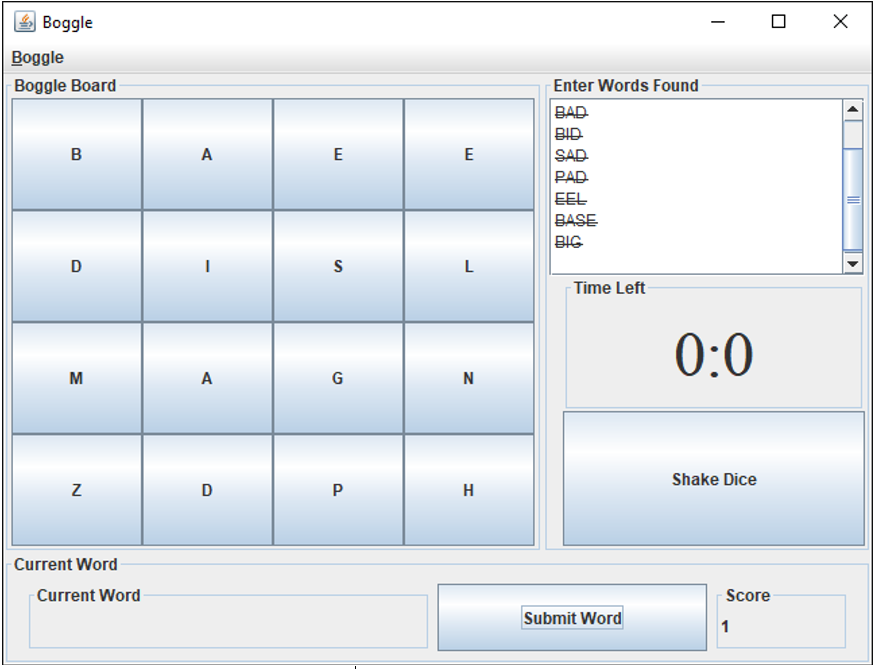 Boggle
Boggle
Boggle Board
B A E E
D I S L
M A G N
Z D P H
Enter Words Found
BAD
BID
SAD
PAD
EEL
BASE
BIG
Time Left
0:0
Shake Dice
Current Word
Current Word
Submit Word
Score
1